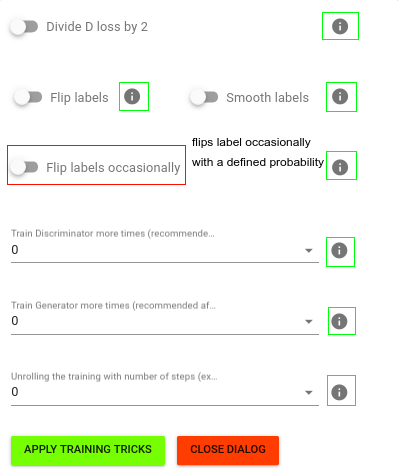 Divide D loss by 2
Flip labels
Smooth labels
flips label occasionally
with a defined probability
Flip labels occasionally
Train Discriminator more times (recommende...
0
Train Generator more times (recommended af...
0
Unrolling the training with number of steps (ex...
0
APPLY TRAINING TRICKS
CLOSE DIALOG